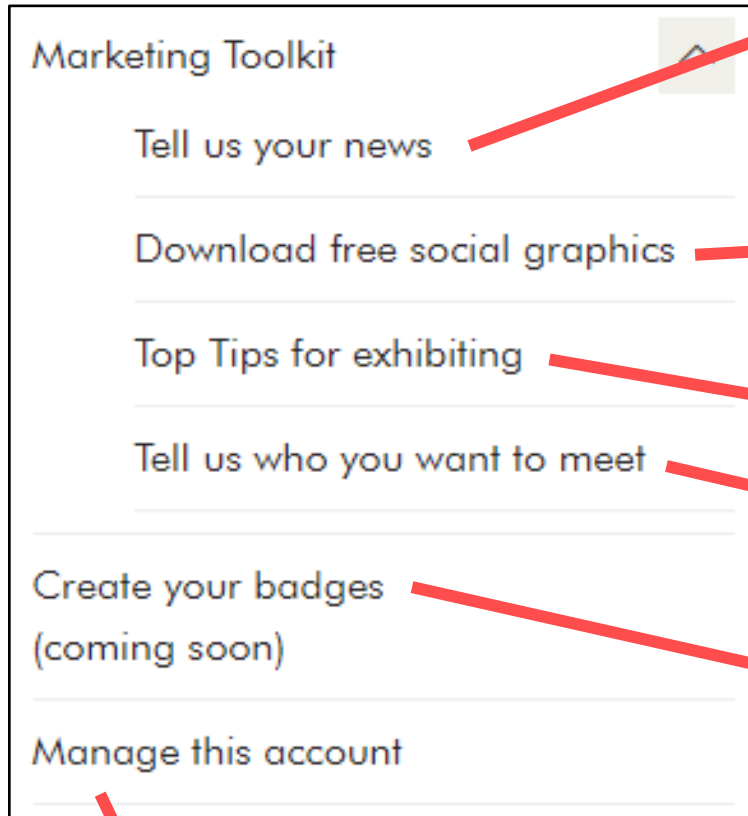 Marketing Toolkit
Tell us your news
Download free social graphics
Top Tips for exhibiting
Tell us who you want to meet
Create your badges
(coming soon)
Manage this account